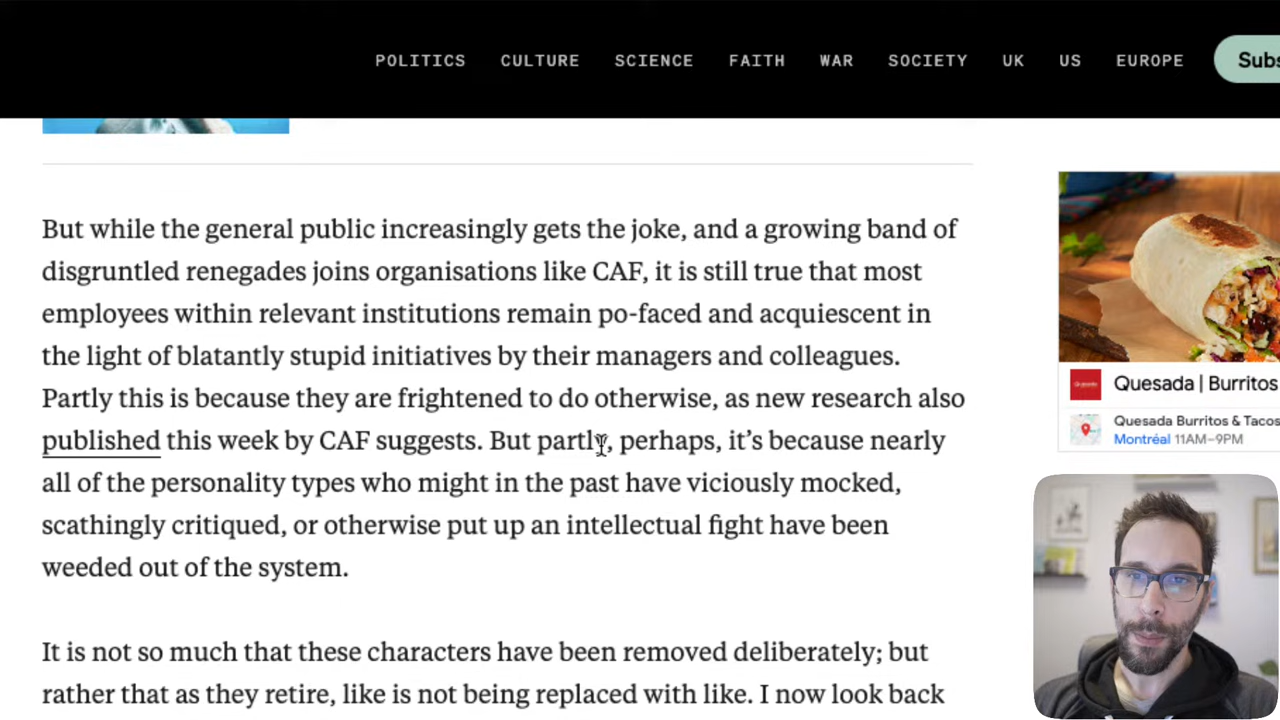 POLITICS CULTURE SCIENCE FAITH WAR SOCIETY UK US EUROPE Subs
But while the general public increasingly gets the joke, and a growing band of
disgruntled renegades joins organisations like CAF, it is still true that most
employees within relevant institutions remain po-faced and acquiescent in
the light of blatantly stupid initiatives by their managers and colleagues.
Partly this is because they are frightened to do otherwise, as new research also
published this week by CAF suggests. But partly, perhaps, it's because nearly
all of the personality types who might in the past have viciously mocked,
scathingly critiqued, or otherwise put up an intellectual fight have been
weeded out of the system.
It is not so much that these characters have been removed deliberately; but
rather that as they retire, like is not being replaced with like. I now look back
Quesada | Burritos
Quesada Burritos & Tacos
Montréal 11AM–9PM